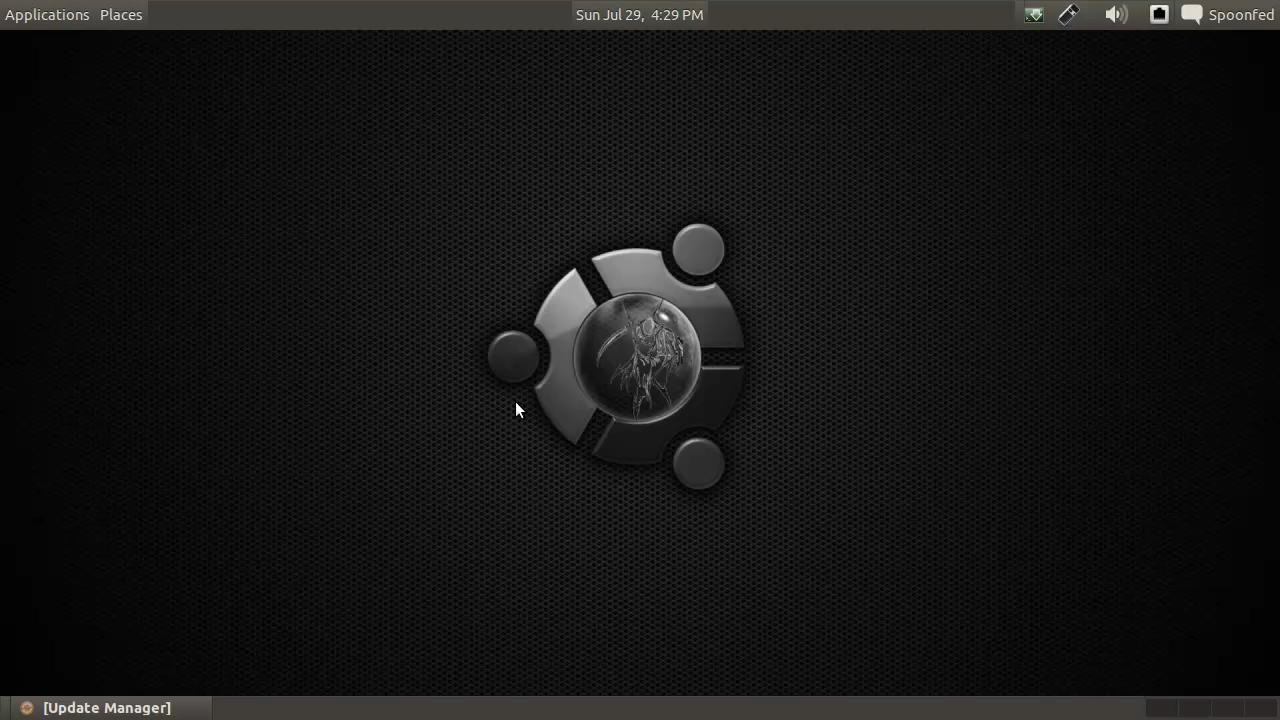 Applications Places Sun Jul 29, 4:29 PM Spoonfed
[Update Manager]